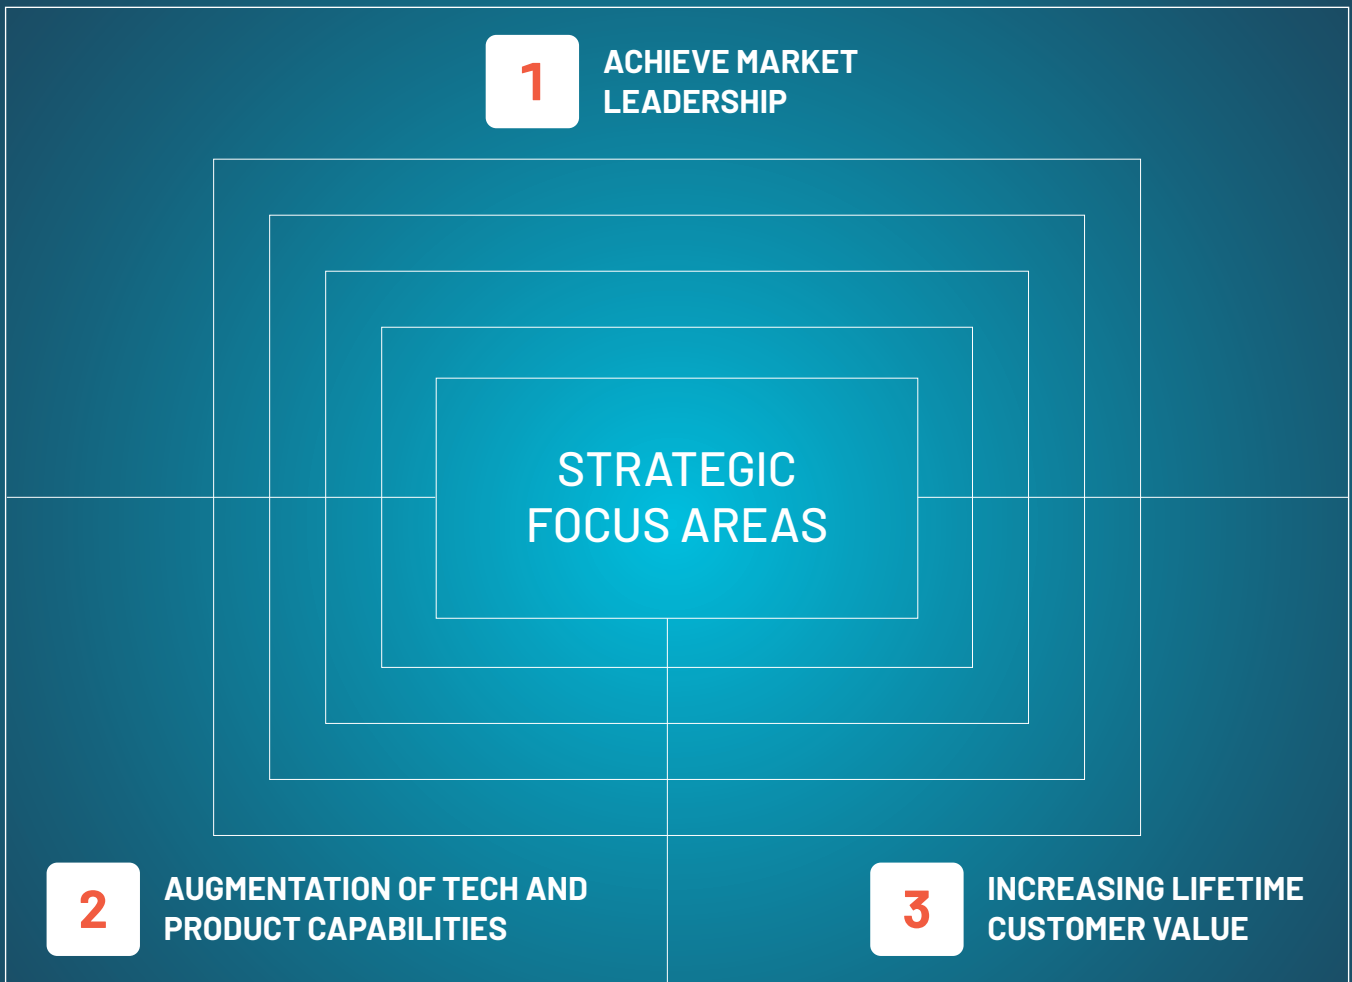 1
ACHIEVE MARKET
LEADERSHIP
STRATEGIC
FOCUS AREAS
2
AUGMENTATION OF TECH AND
PRODUCT CAPABILITIES
3
INCREASING LIFETIME
CUSTOMER VALUE